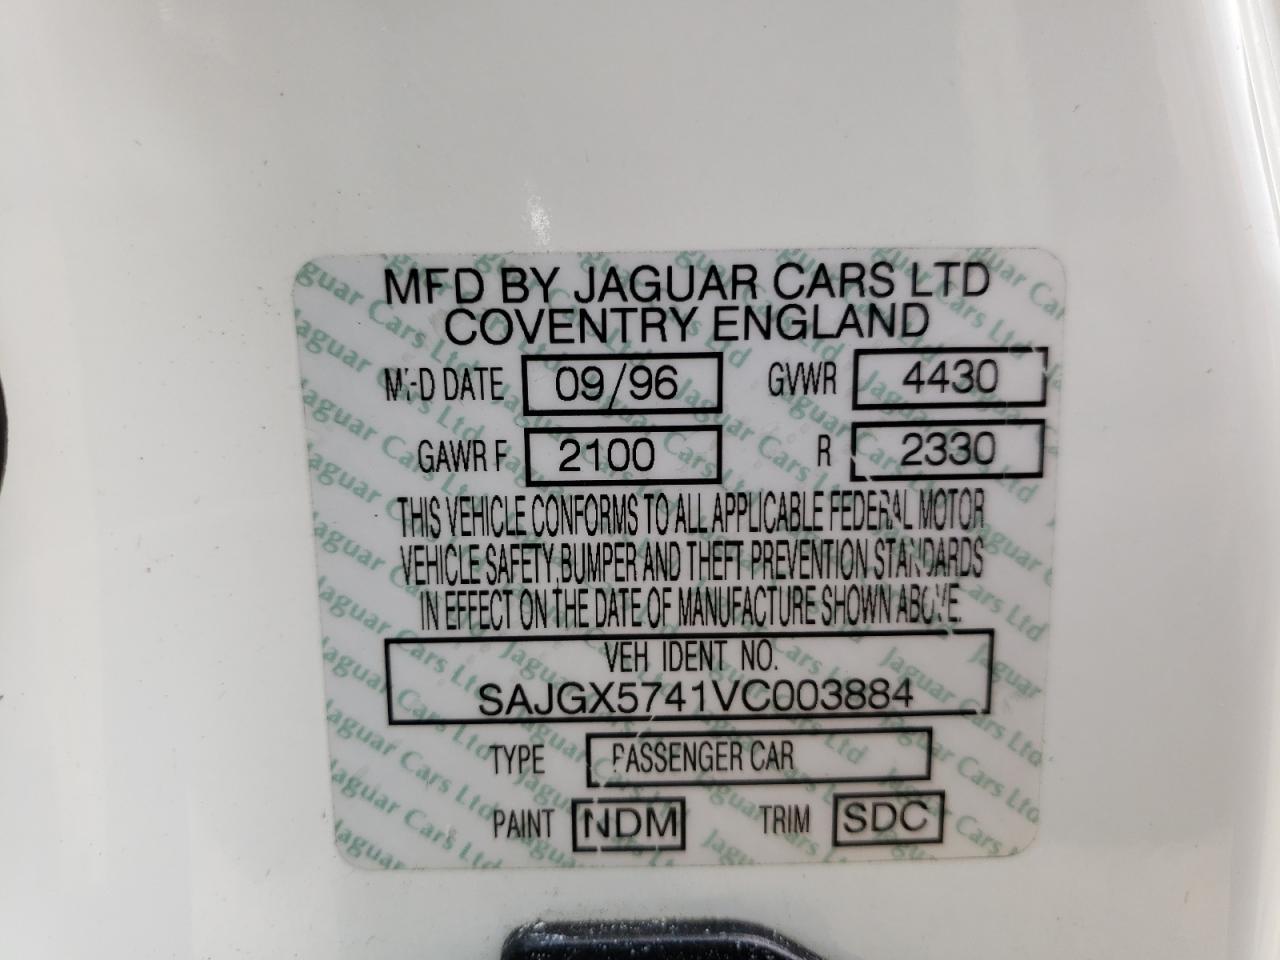 MFD BY JAGUAR CARS LTD
COVENTRY ENGLAND
MFD DATE 09/96 GVWR 4430
GAWR F 2100 R 2330
THIS VEHICLE CONFORMS TO ALL APPLICABLE FEDERAL MOTOR
VEHICLE SAFETY, BUMPER AND THEFT PREVENTION STANDARDS
IN EFFECT ON THE DATE OF MANUFACTURE SHOWN ABOVE.
VEH IDENT NO.
SAJGX5741VC003884
TYPE PASSENGER CAR
PAINT NDM TRIM SDC